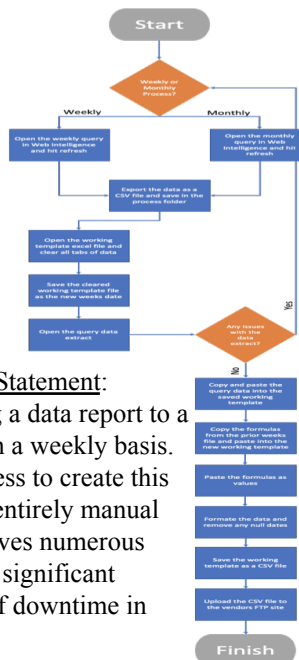 Start
Weekly or
Monthly
Process?
Weekly
Monthly
Open the weekly query
in Web Intelligence
and hit refresh
Open the monthly
query in Web
Intelligence and hit
refresh
Export the data as a
CSV file and save in the
process folder
Open the working
template excel file and
clear all tabs of data
Save the cleared
working template file
as the new weeks date
Open the query data
extract
Any issues
with the
data
extract?
Yes
No
Copy and paste the
query data into the
saved working
template
Copy the formulas
from the prior weeks
file and paste into the
new working template
Paste the formulas as
values
Formate the data and
remove any null dates
Save the working
template as a CSV file
Upload the CSV file to
the vendors FTP site
Finish
Statement:
g a data report to a
n a weekly basis.
ess to create this
entirely manual
ves numerous
significant
of downtime in